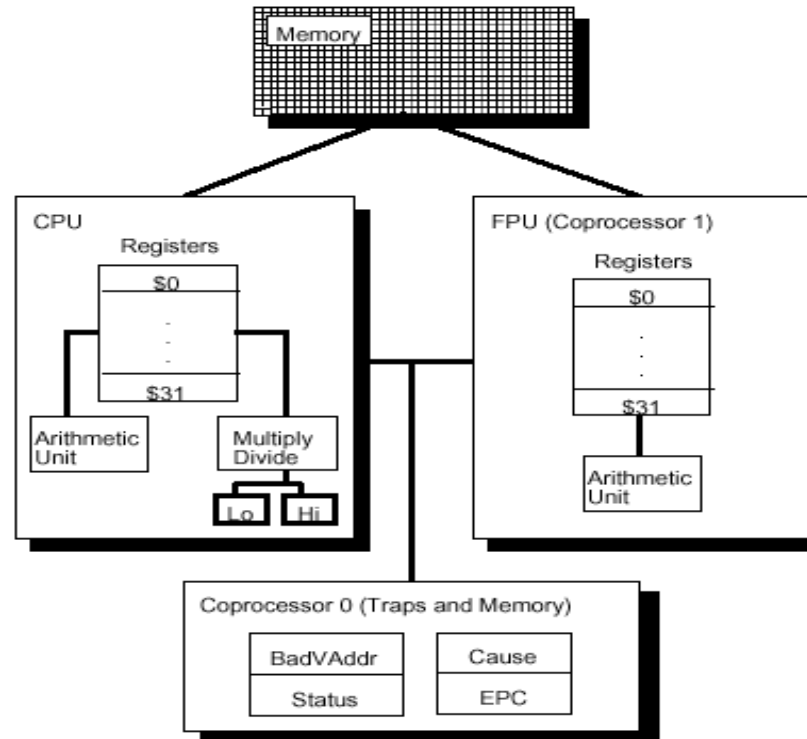 Memory
CPU
Registers
$0
.
.
.
$31
Arithmetic
Unit
Multiply
Divide
Lo
Hi
FPU (Coprocessor 1)
Registers
$0
.
.
.
$31
Arithmetic
Unit
Coprocessor 0 (Traps and Memory)
BadVAddr
Status
Cause
EPC